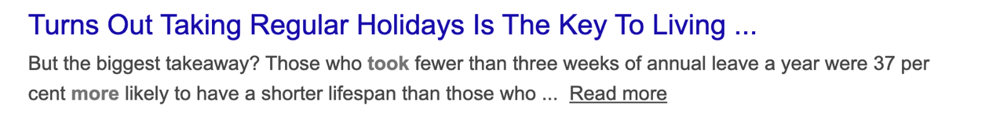 Turns Out Taking Regular Holidays Is The Key To Living ...
But the biggest takeaway? Those who took fewer than three weeks of annual leave a year were 37 per
cent more likely to have a shorter lifespan than those who ... Read more